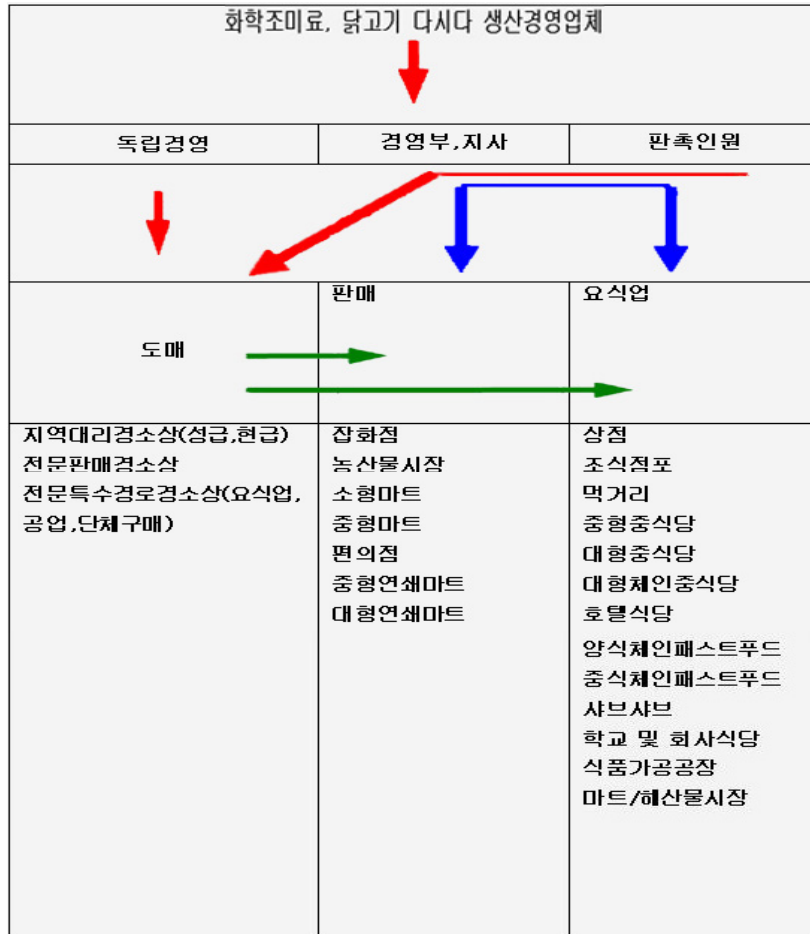 화학조미료, 닭고기 다시다 생산경영업체
독립경영
경영부,지사
판촉인원
판매
요식업
도매
지역대리경소상(성급,현급)
전문판매경소상
전문특수경로경소상(요식업,
공업,단체구매)
잡화점
농산물시장
소형마트
중형마트
편의점
중형연쇄마트
대형연쇄마트
상점
조식점포
먹거리
중형중식당
대형중식당
대형체인중식당
호텔식당
양식체인패스트푸드
중식체인패스트푸드
샤브샤브
학교 및 회사식당
식품가공공장
마트/해산물시장